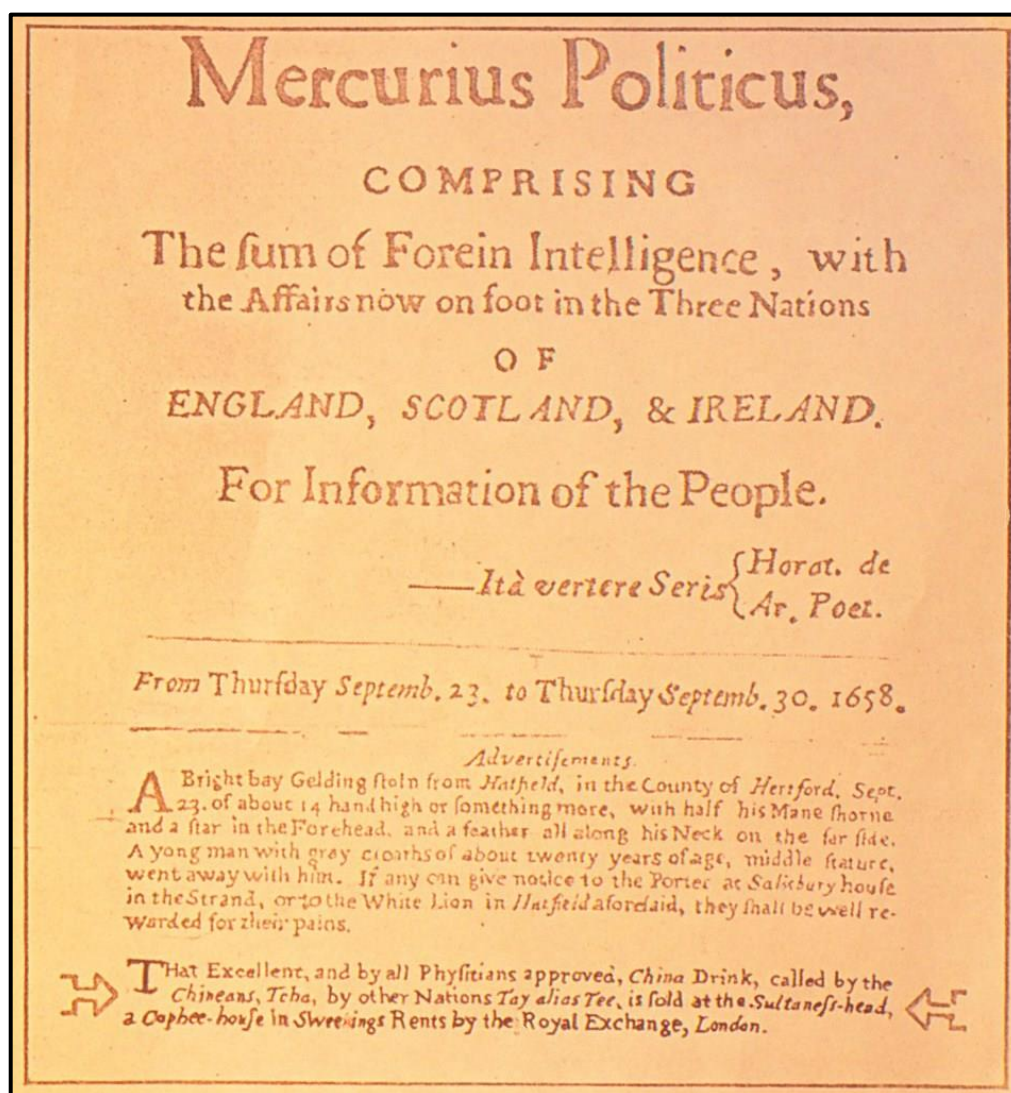 Mercurius Politicus,
COMPRISING
The ſum of Forein Intelligence, with
the Affairs now on foot in the Three Nations
OF
ENGLAND, SCOTLAND, & IRELAND.
For Information of the People.
——Ità vertere Seris { Horat. de
Ar. Poet.
From Thurſday Septemb. 23. to Thurſday Septemb. 30. 1658.
Advertiſements.
A Bright bay Gelding ſtoln from Hatfeld, in the County of Hertford. Sept.
23. of about 14 hand high or ſomething more, with half his Mane ſhorne
and a ſtar in the Forehead, and a feather all along his Neck on the far ſide.
A yong man with grey cloaths of about twenty years of age, middle ſtature,
went away with him. If any can give notice to the Porter at Salisbury houſe
in the Strand, or to the White Lion in Hatfield aforſaid, they ſhall be well re-
warded for their pains.
THat Excellent, and by all Phyſitians approved, China Drink, called by the
Chineans, Tcha, by other Nations Tay alias Tee, is ſold at the Sultaneſs-head,
a Cophee-houſe in Sweetings Rents by the Royal Exchange, London.